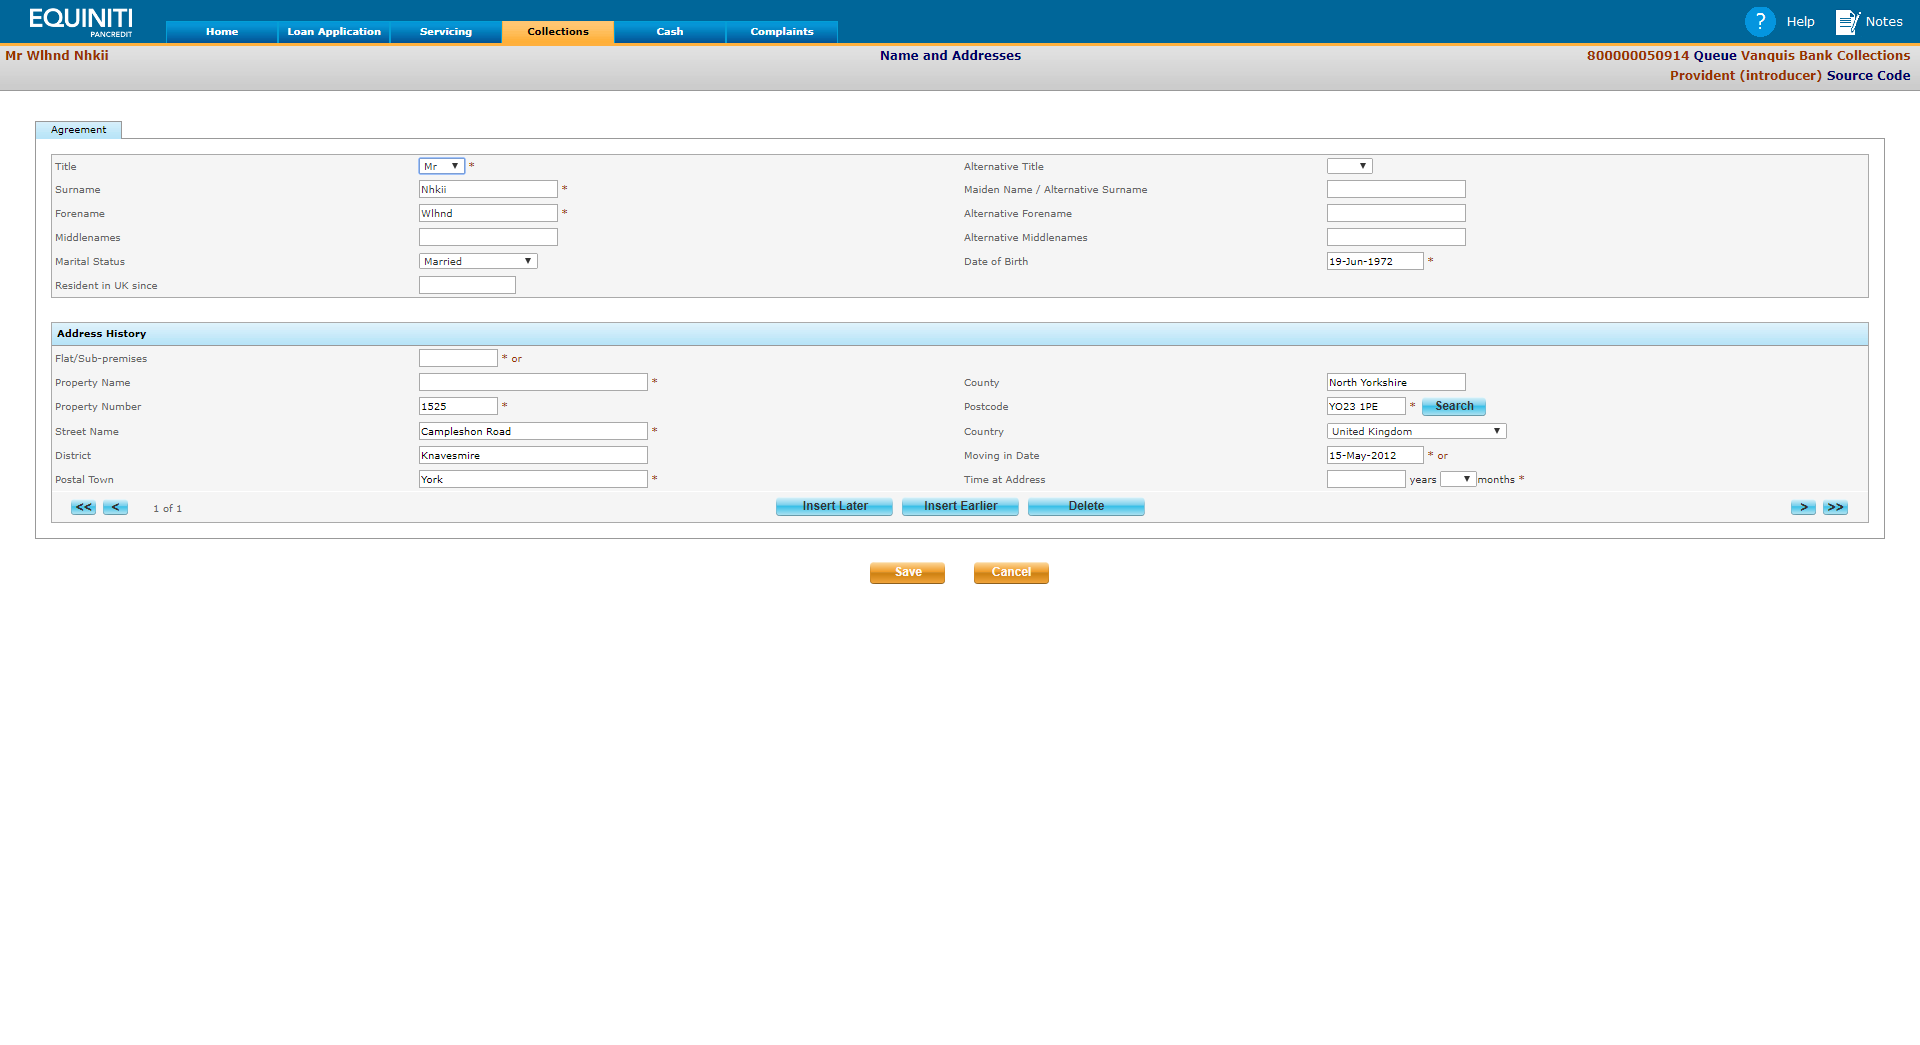 EQUINITI
PANCREDIT
Home Loan Application Servicing Collections Cash Complaints
? Help Notes
Mr Wlhnd Nhkii Name and Addresses 800000050914 Queue Vanquis Bank Collections
Provident (introducer) Source Code
Agreement
Title Mr * Alternative Title
Surname Nhkii * Maiden Name / Alternative Surname
Forename Wlhnd * Alternative Forename
Middlenames Alternative Middlenames
Marital Status Married Date of Birth 19-Jun-1972 *
Resident in UK since
Address History
Flat/Sub-premises * or
Property Name * County North Yorkshire
Property Number 1525 * Postcode YO23 1PE * Search
Street Name Campleshon Road * Country United Kingdom
District Knavesmire Moving in Date 15-May-2012 * or
Postal Town York * Time at Address years months *
<< < 1 of 1 Insert Later Insert Earlier Delete > >>
Save Cancel